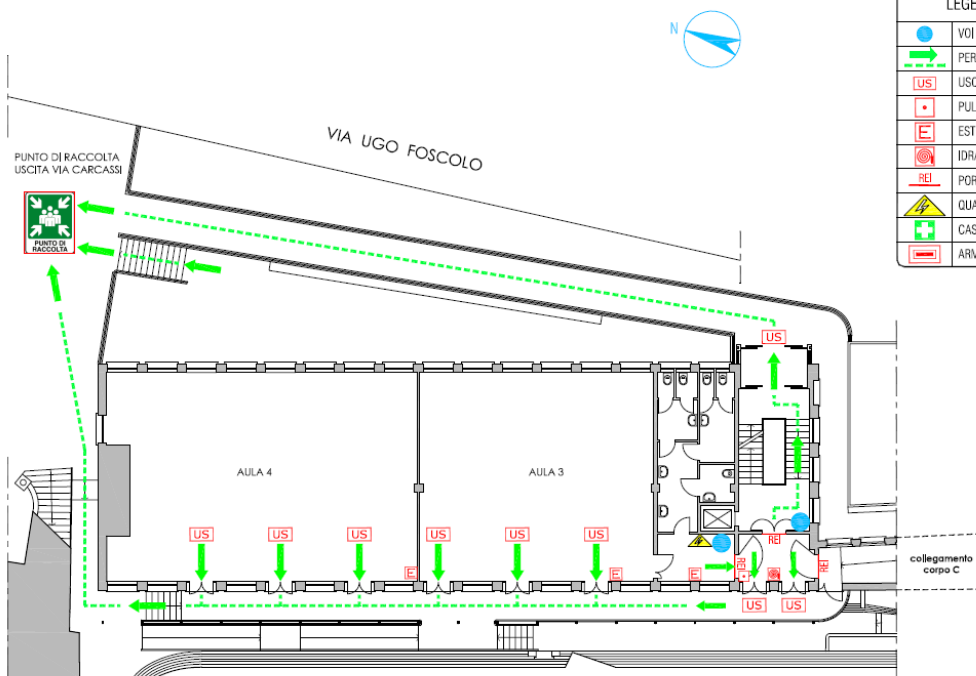 N
LEGE
VOI
PER
US
USC
PUL
E
EST
IDRA
REI
POR
QUA
CAS
ARM
VIA UGO FOSCOLO
PUNTO DI RACCOLTA
USCITA VIA CARCASSI
PUNTO DI
RACCOLTA
US
AULA 4
AULA 3
US
US
US
US
US
US
REI
E
E
E
REI
REI
US
US
collegamento
corpo C